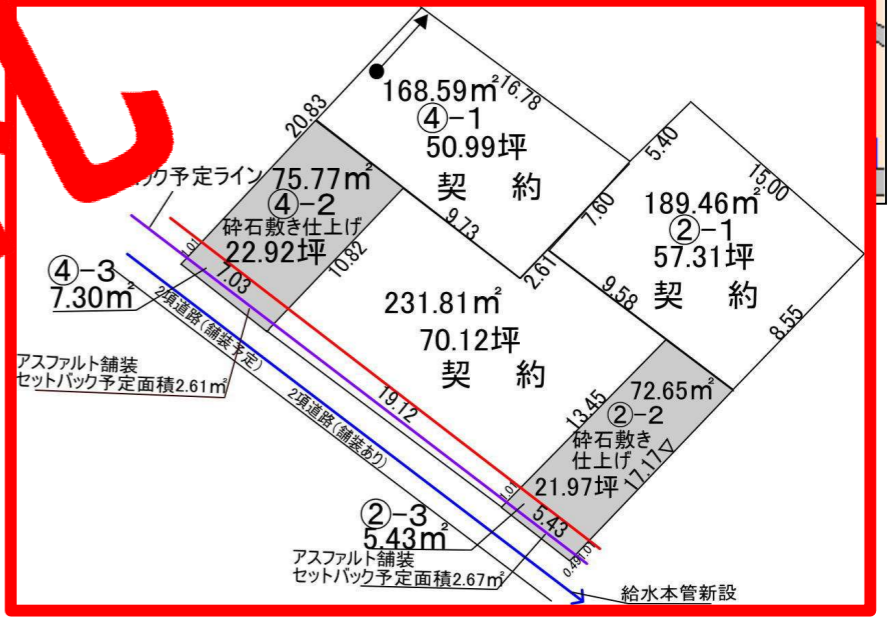 168.59㎡
④-1
50.99坪
契 約
16.78
20.83
ック予定ライン
75.77㎡
④-2
砕石敷き仕上げ
22.92坪
5.40
15.00
7.60
189.46㎡
②-1
57.31坪
契 約
9.73
10.82
2.61
9.58
8.55
1.01
7.03
④-3
7.30㎡
231.81㎡
70.12坪
契 約
2項道路(舗装予定)
アスファルト舗装
セットバック予定面積2.61㎡
19.12
13.45
72.65㎡
②-2
砕石敷き
仕上げ
21.97坪
17.17
2項道路(舗装あり)
1.01
5.43
②-3
5.43㎡
アスファルト舗装
セットバック予定面積2.67㎡
0.49
給水本管新設